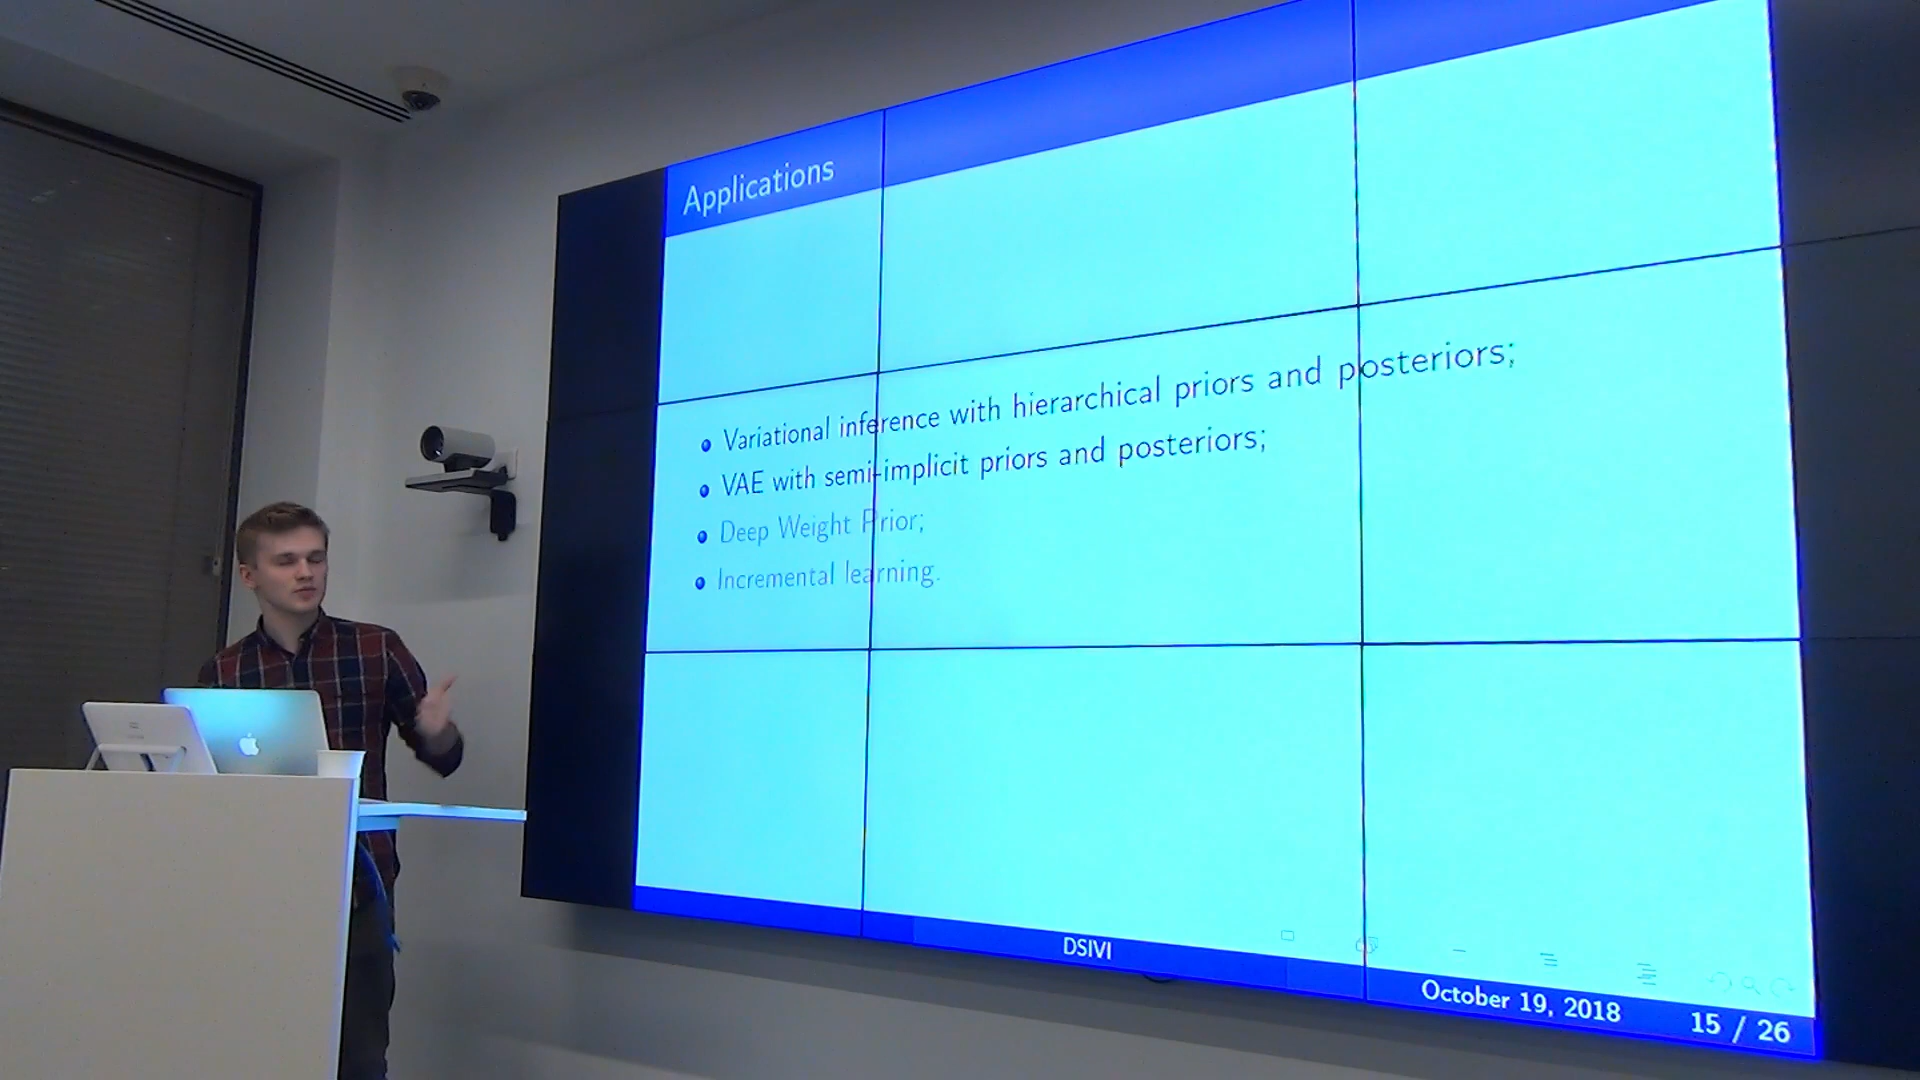 Applications
Variational inference with hierarchical priors and posteriors;
VAE with semi-implicit priors and posteriors;
Deep Weight Prior;
Incremental learning.
DSIVI
October 19, 2018
15 / 26